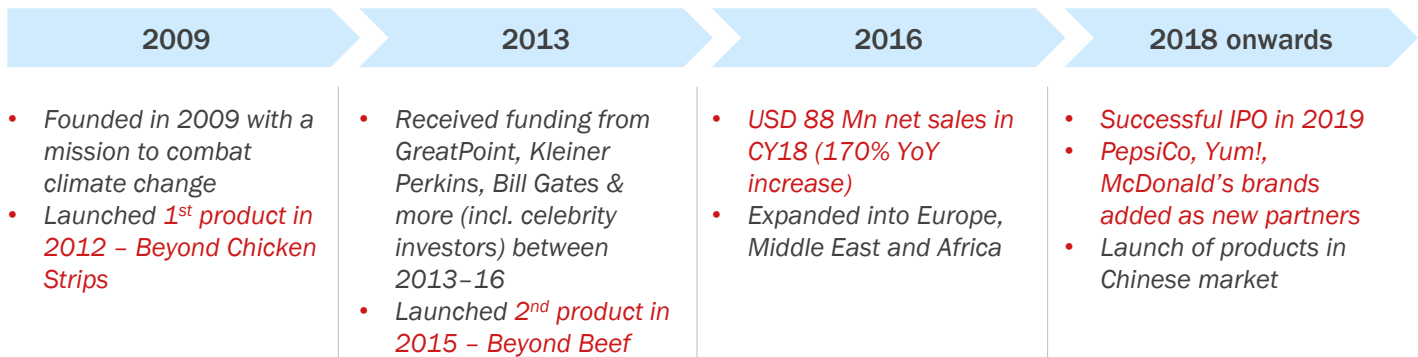 2009
2013
2016
2018 onwards
• Founded in 2009 with a
mission to combat
climate change
• Launched 1st product in
2012 – Beyond Chicken
Strips
• Received funding from
GreatPoint, Kleiner
Perkins, Bill Gates &
more (incl. celebrity
investors) between
2013–16
• Launched 2nd product in
2015 – Beyond Beef
• USD 88 Mn net sales in
CY18 (170% YoY
increase)
• Expanded into Europe,
Middle East and Africa
• Successful IPO in 2019
• PepsiCo, Yum!,
McDonald's brands
added as new partners
• Launch of products in
Chinese market